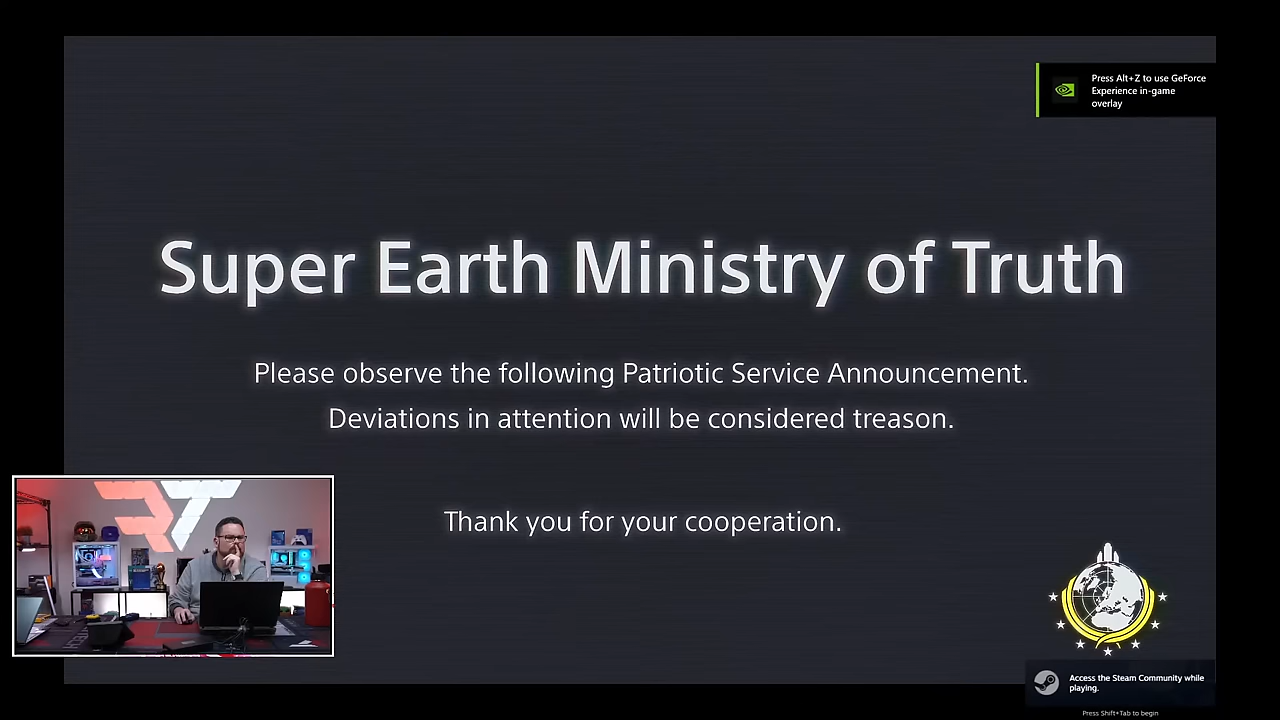 Press Alt+Z to use GeForce
Experience in-game
overlay
Super Earth Ministry of Truth
Please observe the following Patriotic Service Announcement.
Deviations in attention will be considered treason.
Thank you for your cooperation.
RT
Access the Steam Community while
playing.
Press Shift+Tab to begin